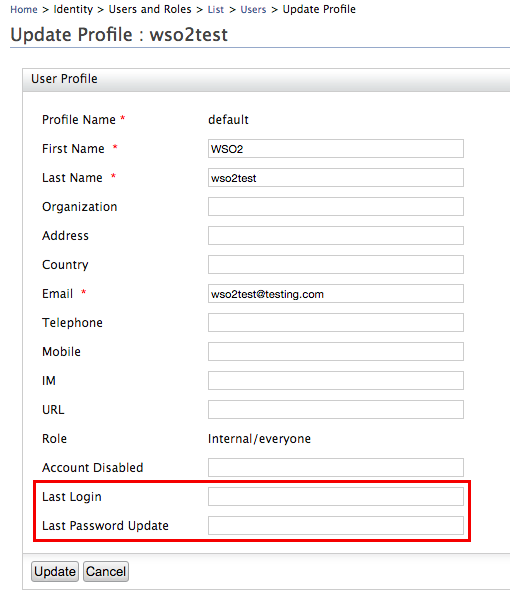 Home > Identity > Users and Roles > List > Users > Update Profile
Update Profile : wso2test
User Profile
Profile Name * default
First Name * WSO2
Last Name * wso2test
Organization
Address
Country
Email * wso2test@testing.com
Telephone
Mobile
IM
URL
Role Internal/everyone
Account Disabled
Last Login
Last Password Update
Update Cancel